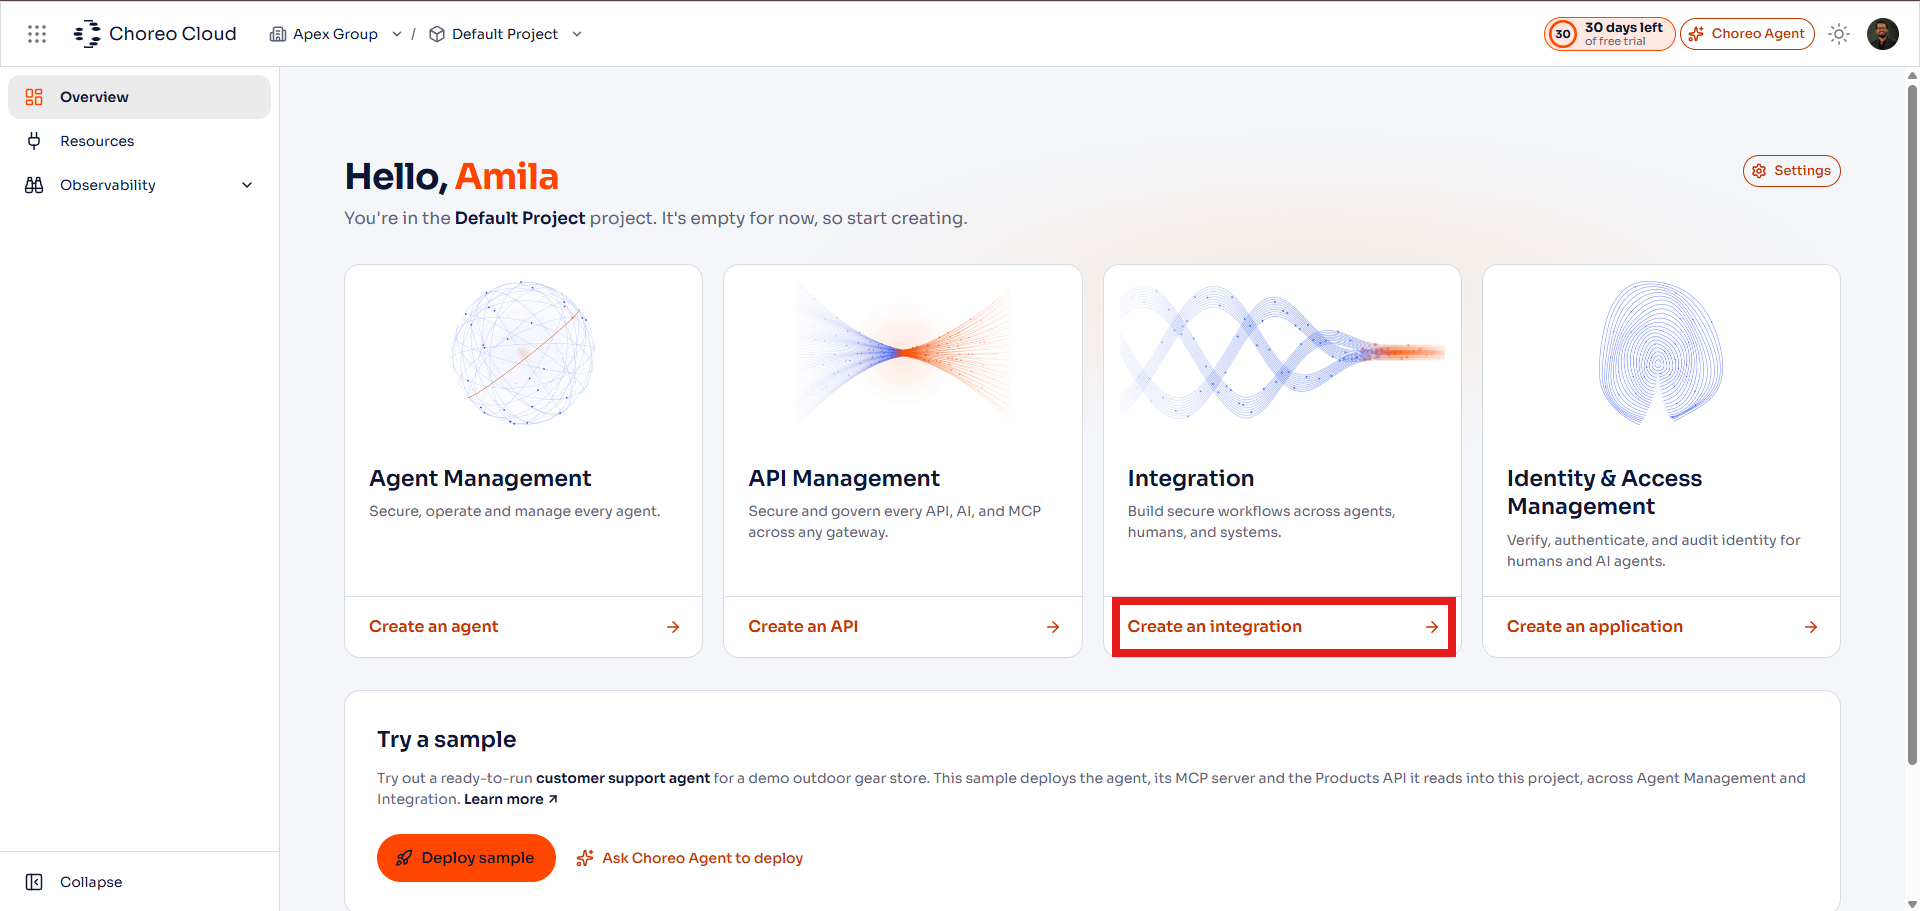 Choreo Cloud
Apex Group
/
Default Project
30
30 days left
of free trial
Choreo Agent
Overview
Resources
Observability
Collapse
Hello, Amila
You're in the Default Project project. It's empty for now, so start creating.
Settings
Agent Management
Secure, operate and manage every agent.
Create an agent
API Management
Secure and govern every API, AI, and MCP
across any gateway.
Create an API
Integration
Build secure workflows across agents,
humans, and systems.
Create an integration
Identity & Access
Management
Verify, authenticate, and audit identity for
humans and AI agents.
Create an application
Try a sample
Try out a ready-to-run customer support agent for a demo outdoor gear store. This sample deploys the agent, its MCP server and the Products API it reads into this project, across Agent Management and
Integration. Learn more
Deploy sample
Ask Choreo Agent to deploy